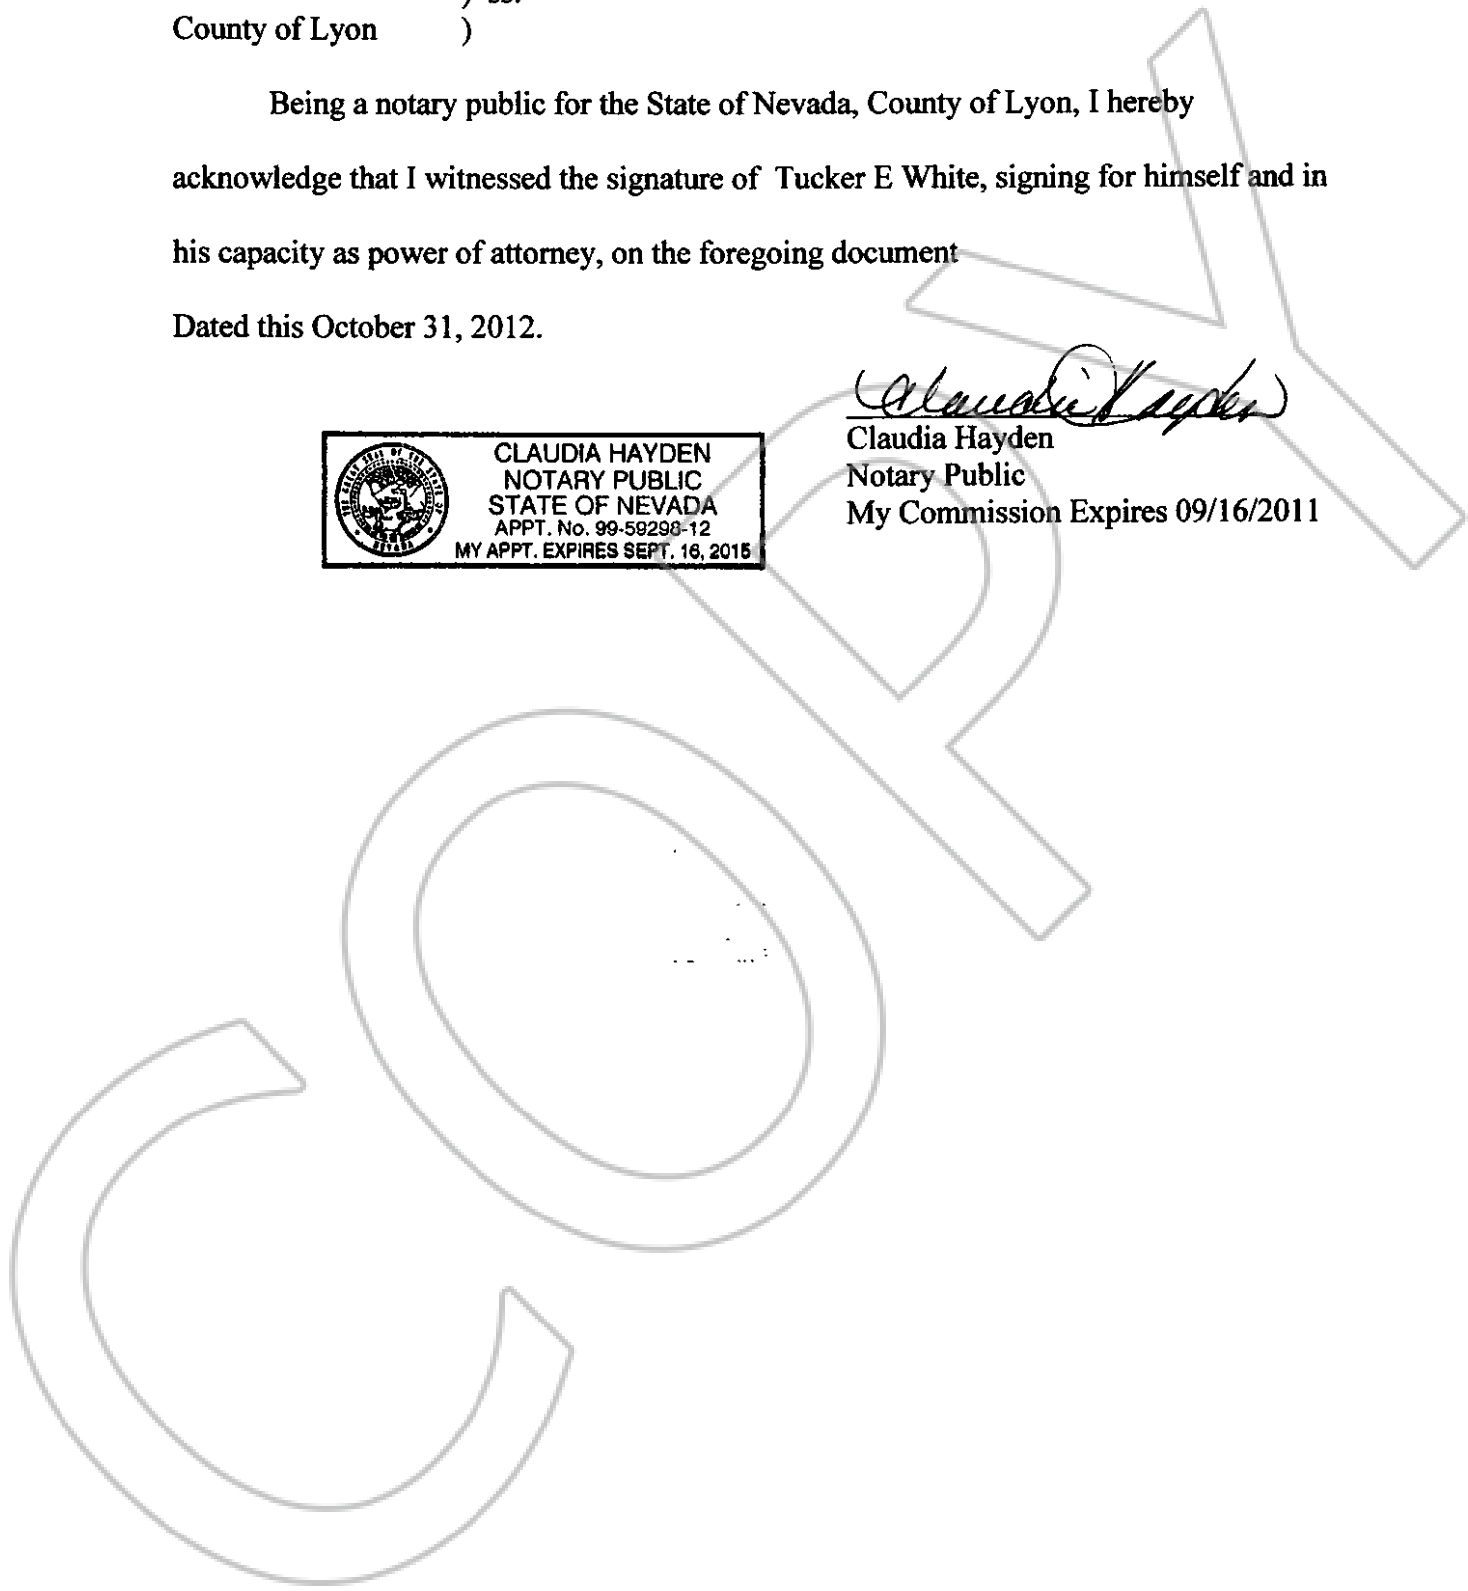 ) ss.
County of Lyon )
Being a notary public for the State of Nevada, County of Lyon, I hereby
acknowledge that I witnessed the signature of Tucker E White, signing for himself and in
his capacity as power of attorney, on the foregoing document
Dated this October 31, 2012.
Claudia Hayden
Claudia Hayden
Notary Public
My Commission Expires 09/16/2011
CLAUDIA HAYDEN
NOTARY PUBLIC
STATE OF NEVADA
APPT. No. 99-59298-12
MY APPT. EXPIRES SEPT. 16, 2015
COPY